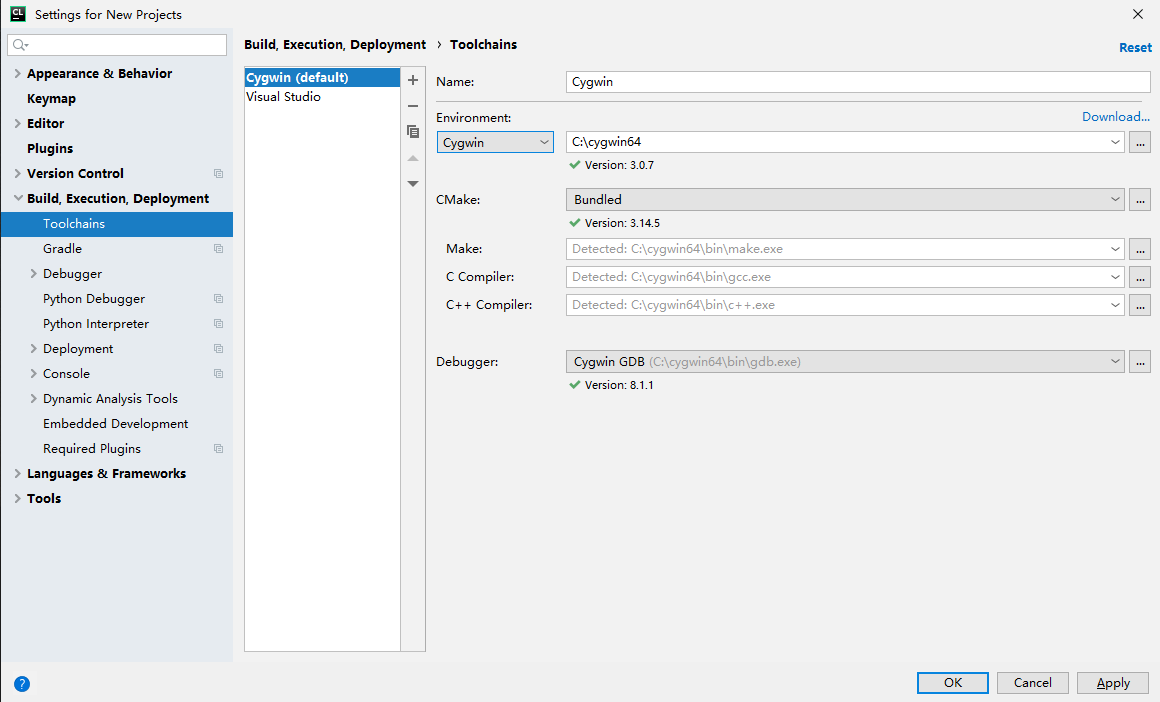 CL Settings for New Projects
Build, Execution, Deployment › Toolchains
Reset
Appearance & Behavior
Keymap
Editor
Plugins
Version Control
Build, Execution, Deployment
Toolchains
Gradle
Debugger
Python Debugger
Python Interpreter
Deployment
Console
Dynamic Analysis Tools
Embedded Development
Required Plugins
Languages & Frameworks
Tools
Cygwin (default)
Visual Studio
Name: Cygwin
Environment: Download...
Cygwin C:\cygwin64 ...
Version: 3.0.7
CMake: Bundled ...
Version: 3.14.5
Make: Detected: C:\cygwin64\bin\make.exe ...
C Compiler: Detected: C:\cygwin64\bin\gcc.exe ...
C++ Compiler: Detected: C:\cygwin64\bin\c++.exe ...
Debugger: Cygwin GDB (C:\cygwin64\bin\gdb.exe) ...
Version: 8.1.1
? OK Cancel Apply